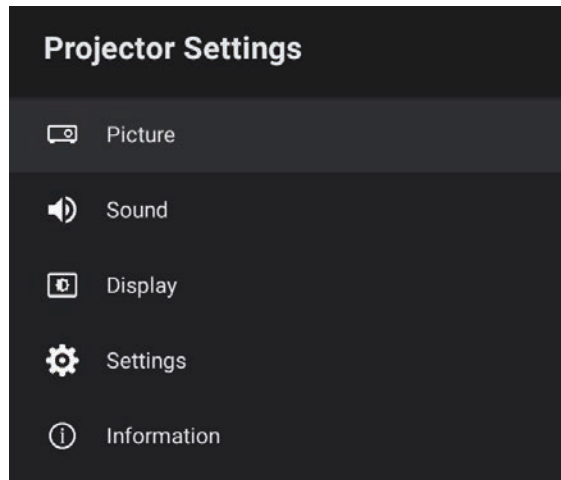 Projector Settings
Picture
Sound
Display
Settings
Information